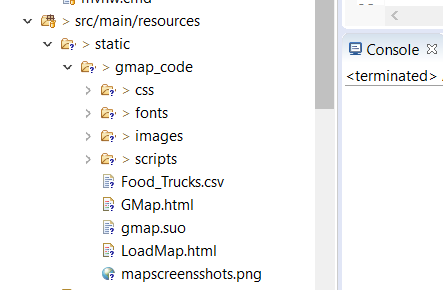 mvnw.cmd
> src/main/resources
> static
> gmap_code
> css
> fonts
> images
> scripts
Food_Trucks.csv
GMap.html
gmap.suo
LoadMap.html
mapscreensshots.png
Console
<terminated>